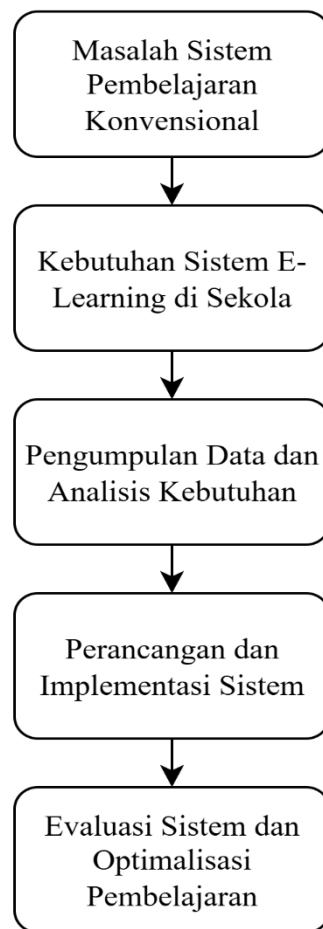 Masalah Sistem
Pembelajaran
Konvensional
Kebutuhan Sistem E-
Learning di Sekola
Pengumpulan Data dan
Analisis Kebutuhan
Perancangan dan
Implementasi Sistem
Evaluasi Sistem dan
Optimalisasi
Pembelajaran